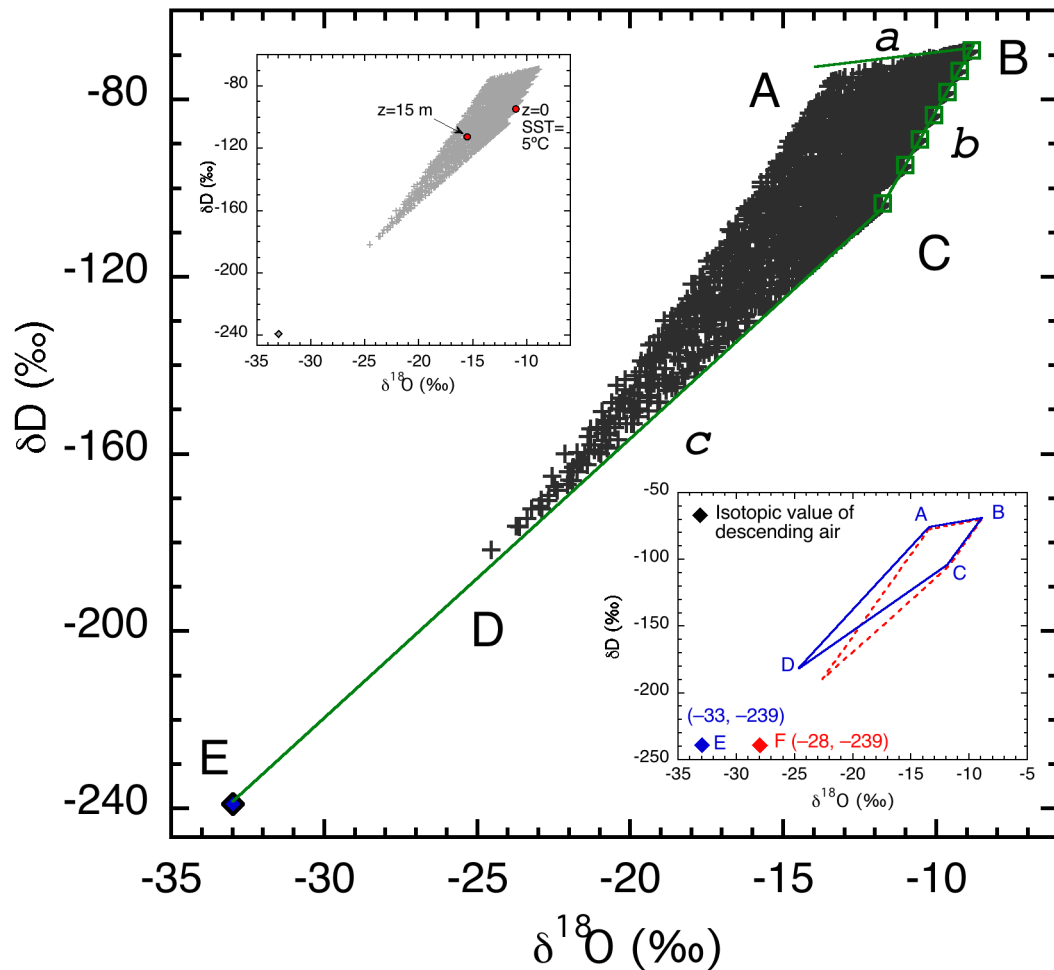 -80
-120
-160
-200
-240
δD (‰)
-35
-30
-25
-20
-15
-10
δ18O (‰)
A
a
B
b
C
c
D
E
-80
-120
-160
-200
-240
δD (‰)
-35
-30
-25
-20
-15
-10
δ18O (‰)
z=15 m
z=0
SST=
5ºC
-50
-100
-150
-200
-250
δD (‰)
Isotopic value of
descending air
A
B
C
D
(–33, –239)
E
F (–28, –239)
-35
-30
-25
-20
-15
-10
-5
δ18O (‰)